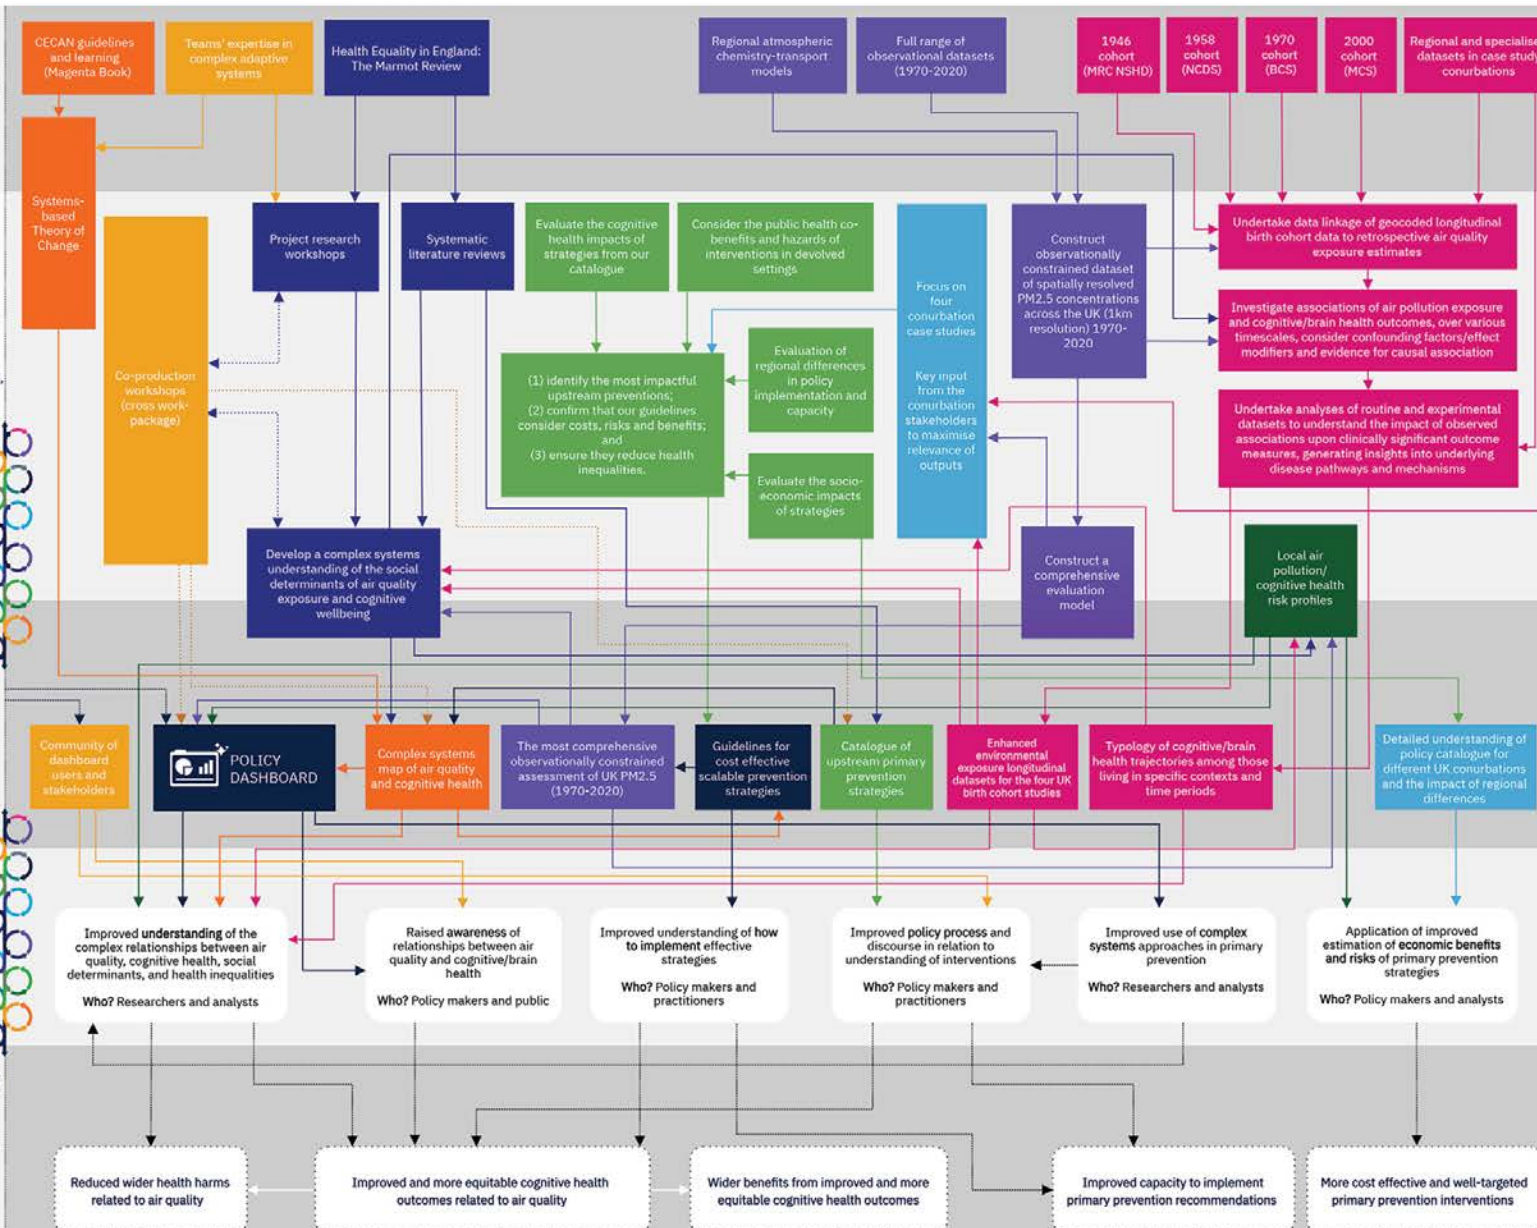 CECAN guidelines
and learning
(Magenta Book)
Teams' expertise in
complex adaptive
systems
Health Equality in England:
The Marmot Review
Regional atmospheric
chemistry-transport
models
Full range of
observational datasets
(1970-2020)
1946
cohort
(MRC NSHD)
1958
cohort
(NCDS)
1970
cohort
(BCS)
2000
cohort
(MCS)
Regional and specialise
datasets in case study
conurbations
Systems-
based
Theory of
Change
Co-production
workshops
(cross work-
package)
Project research
workshops
Systematic
literature reviews
Evaluate the cognitive
health impacts of
strategies from our
catalogue
Consider the public health co-
benefits and hazards of
interventions in devolved
settings
Focus on
four
conurbation
case studies
Key input
from the
conurbation
stakeholders
to maximise
relevance of
outputs
Construct
observationally
constrained dataset
of spatially resolved
PM2.5 concentrations
across the UK (1km
resolution) 1970-
2020
Undertake data linkage of geocoded longitudinal
birth cohort data to retrospective air quality
exposure estimates
Investigate associations of air pollution exposure
and cognitive/brain health outcomes, over various
timescales, consider confounding factors/effect
modifiers and evidence for causal association
Undertake analyses of routine and experimental
datasets to understand the impact of observed
associations upon clinically significant outcome
measures, generating insights into underlying
disease pathways and mechanisms
(1) identify the most impactful
upstream preventions;
(2) confirm that our guidelines
consider costs, risks and benefits;
and
(3) ensure they reduce health
inequalities.
Evaluation of
regional differences
in policy
implementation and
capacity
Evaluate the socio-
economic impacts
of strategies
Develop a complex systems
understanding of the social
determinants of air quality
exposure and cognitive
wellbeing
Construct a
comprehensive
evaluation
model
Local air
pollution/
cognitive health
risk profiles
Community of
dashboard
users and
stakeholders
POLICY
DASHBOARD
Complex systems
map of air quality
and cognitive health
The most comprehensive
observationally constrained
assessment of UK PM2.5
(1970-2020)
Guidelines for
cost effective
scalable prevention
strategies
Catalogue of
upstream primary
prevention
strategies
Enhanced
environmental
exposure longitudinal
datasets for the four UK
birth cohort studies
Typology of cognitive/brain
health trajectories among those
living in specific contexts and
time periods
Detailed understanding of
policy catalogue for
different UK conurbations
and the impact of regional
differences
Improved understanding of the
complex relationships between air
quality, cognitive health, social
determinants, and health inequalities
Who? Researchers and analysts
Raised awareness of
relationships between air
quality and cognitive/brain
health
Who? Policy makers and public
Improved understanding of how
to implement effective
strategies
Who? Policy makers and
practitioners
Improved policy process and
discourse in relation to
understanding of interventions
Who? Policy makers and
practitioners
Improved use of complex
systems approaches in primary
prevention
Who? Researchers and analysts
Application of improved
estimation of economic benefits
and risks of primary prevention
strategies
Who? Policy makers and analysts
Reduced wider health harms
related to air quality
Improved and more equitable cognitive health
outcomes related to air quality
Wider benefits from improved and more
equitable cognitive health outcomes
Improved capacity to implement
primary prevention recommendations
More cost effective and well-targeted
primary prevention interventions